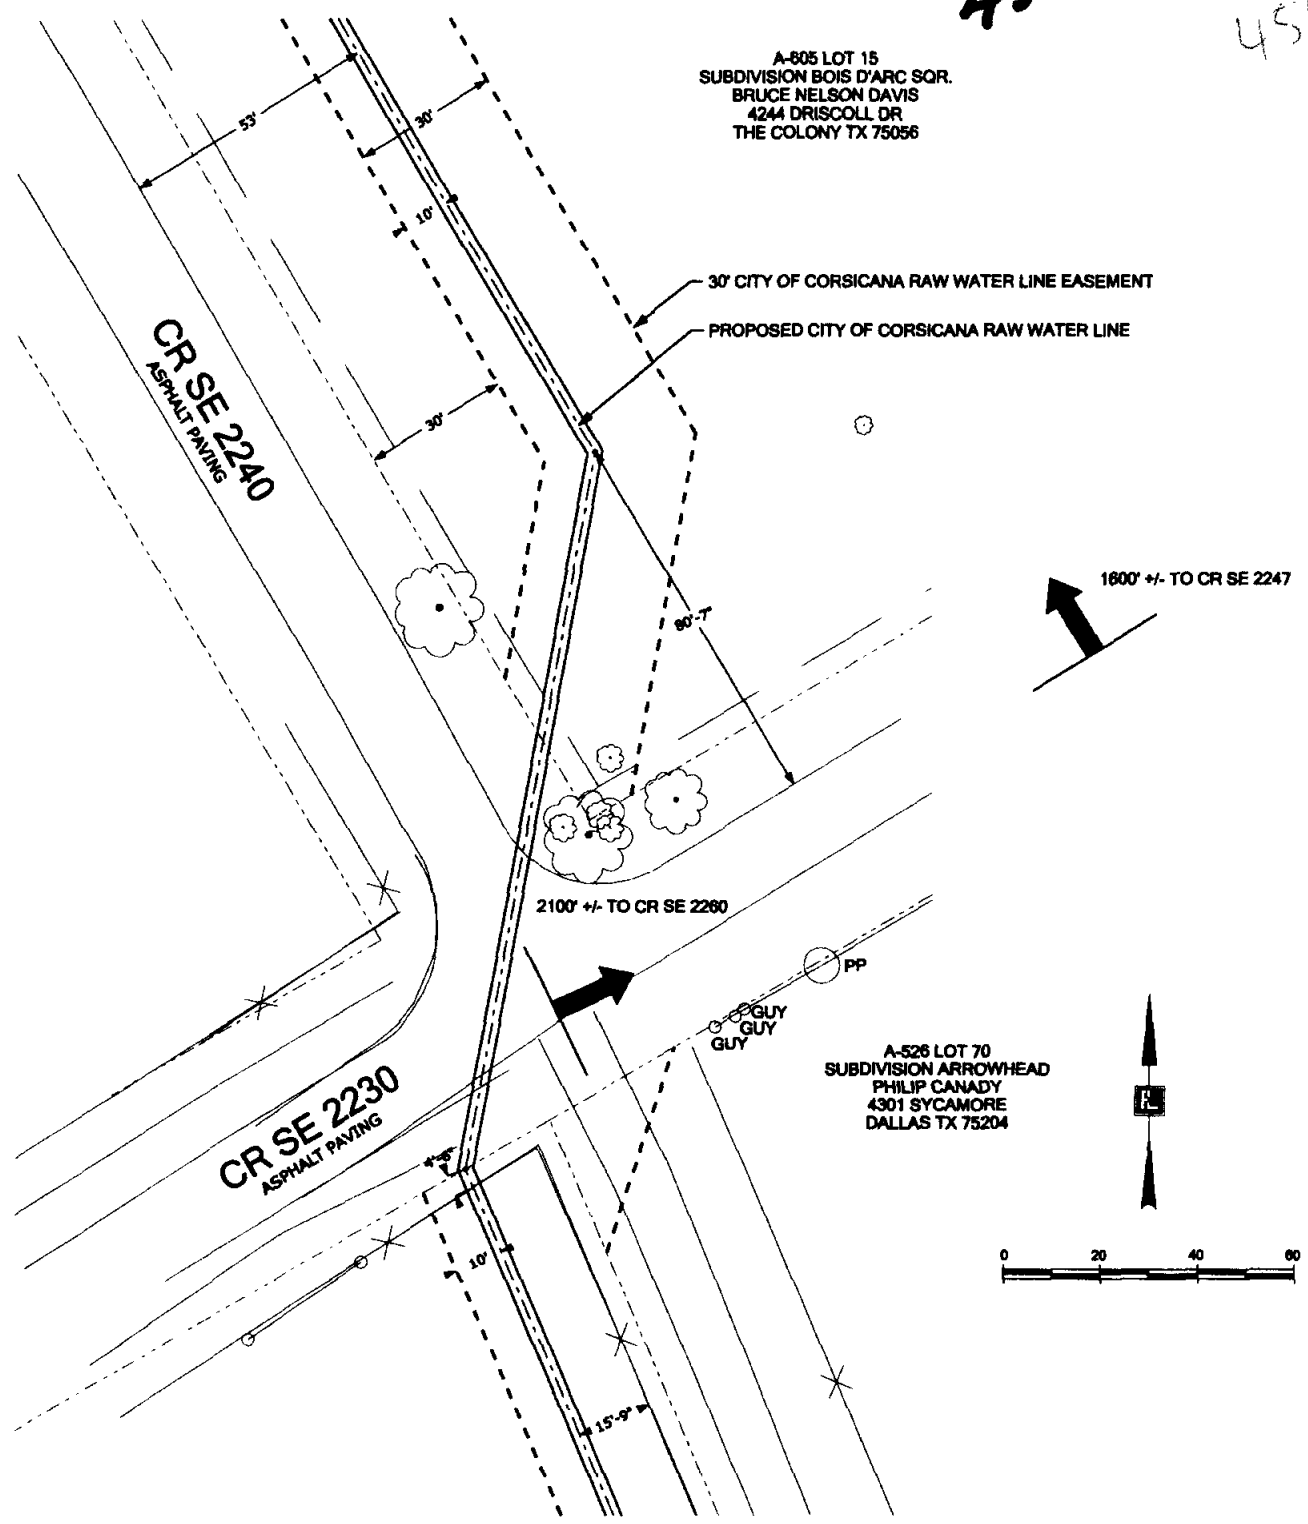 A-605 LOT 15
SUBDIVISION BOIS D'ARC SQR.
BRUCE NELSON DAVIS
4244 DRISCOLL DR
THE COLONY TX 75056
53'
30'
10'
30' CITY OF CORSICANA RAW WATER LINE EASEMENT
PROPOSED CITY OF CORSICANA RAW WATER LINE
CR SE 2240
ASPHALT PAVING
30'
1600' +/- TO CR SE 2247
80'-7"
2100' +/- TO CR SE 2260
PP
GUY
GUY
GUY
A-526 LOT 70
SUBDIVISION ARROWHEAD
PHILIP CANADY
4301 SYCAMORE
DALLAS TX 75204
CR SE 2230
ASPHALT PAVING
4'-6"
10'
0 20 40 60
15'-9"